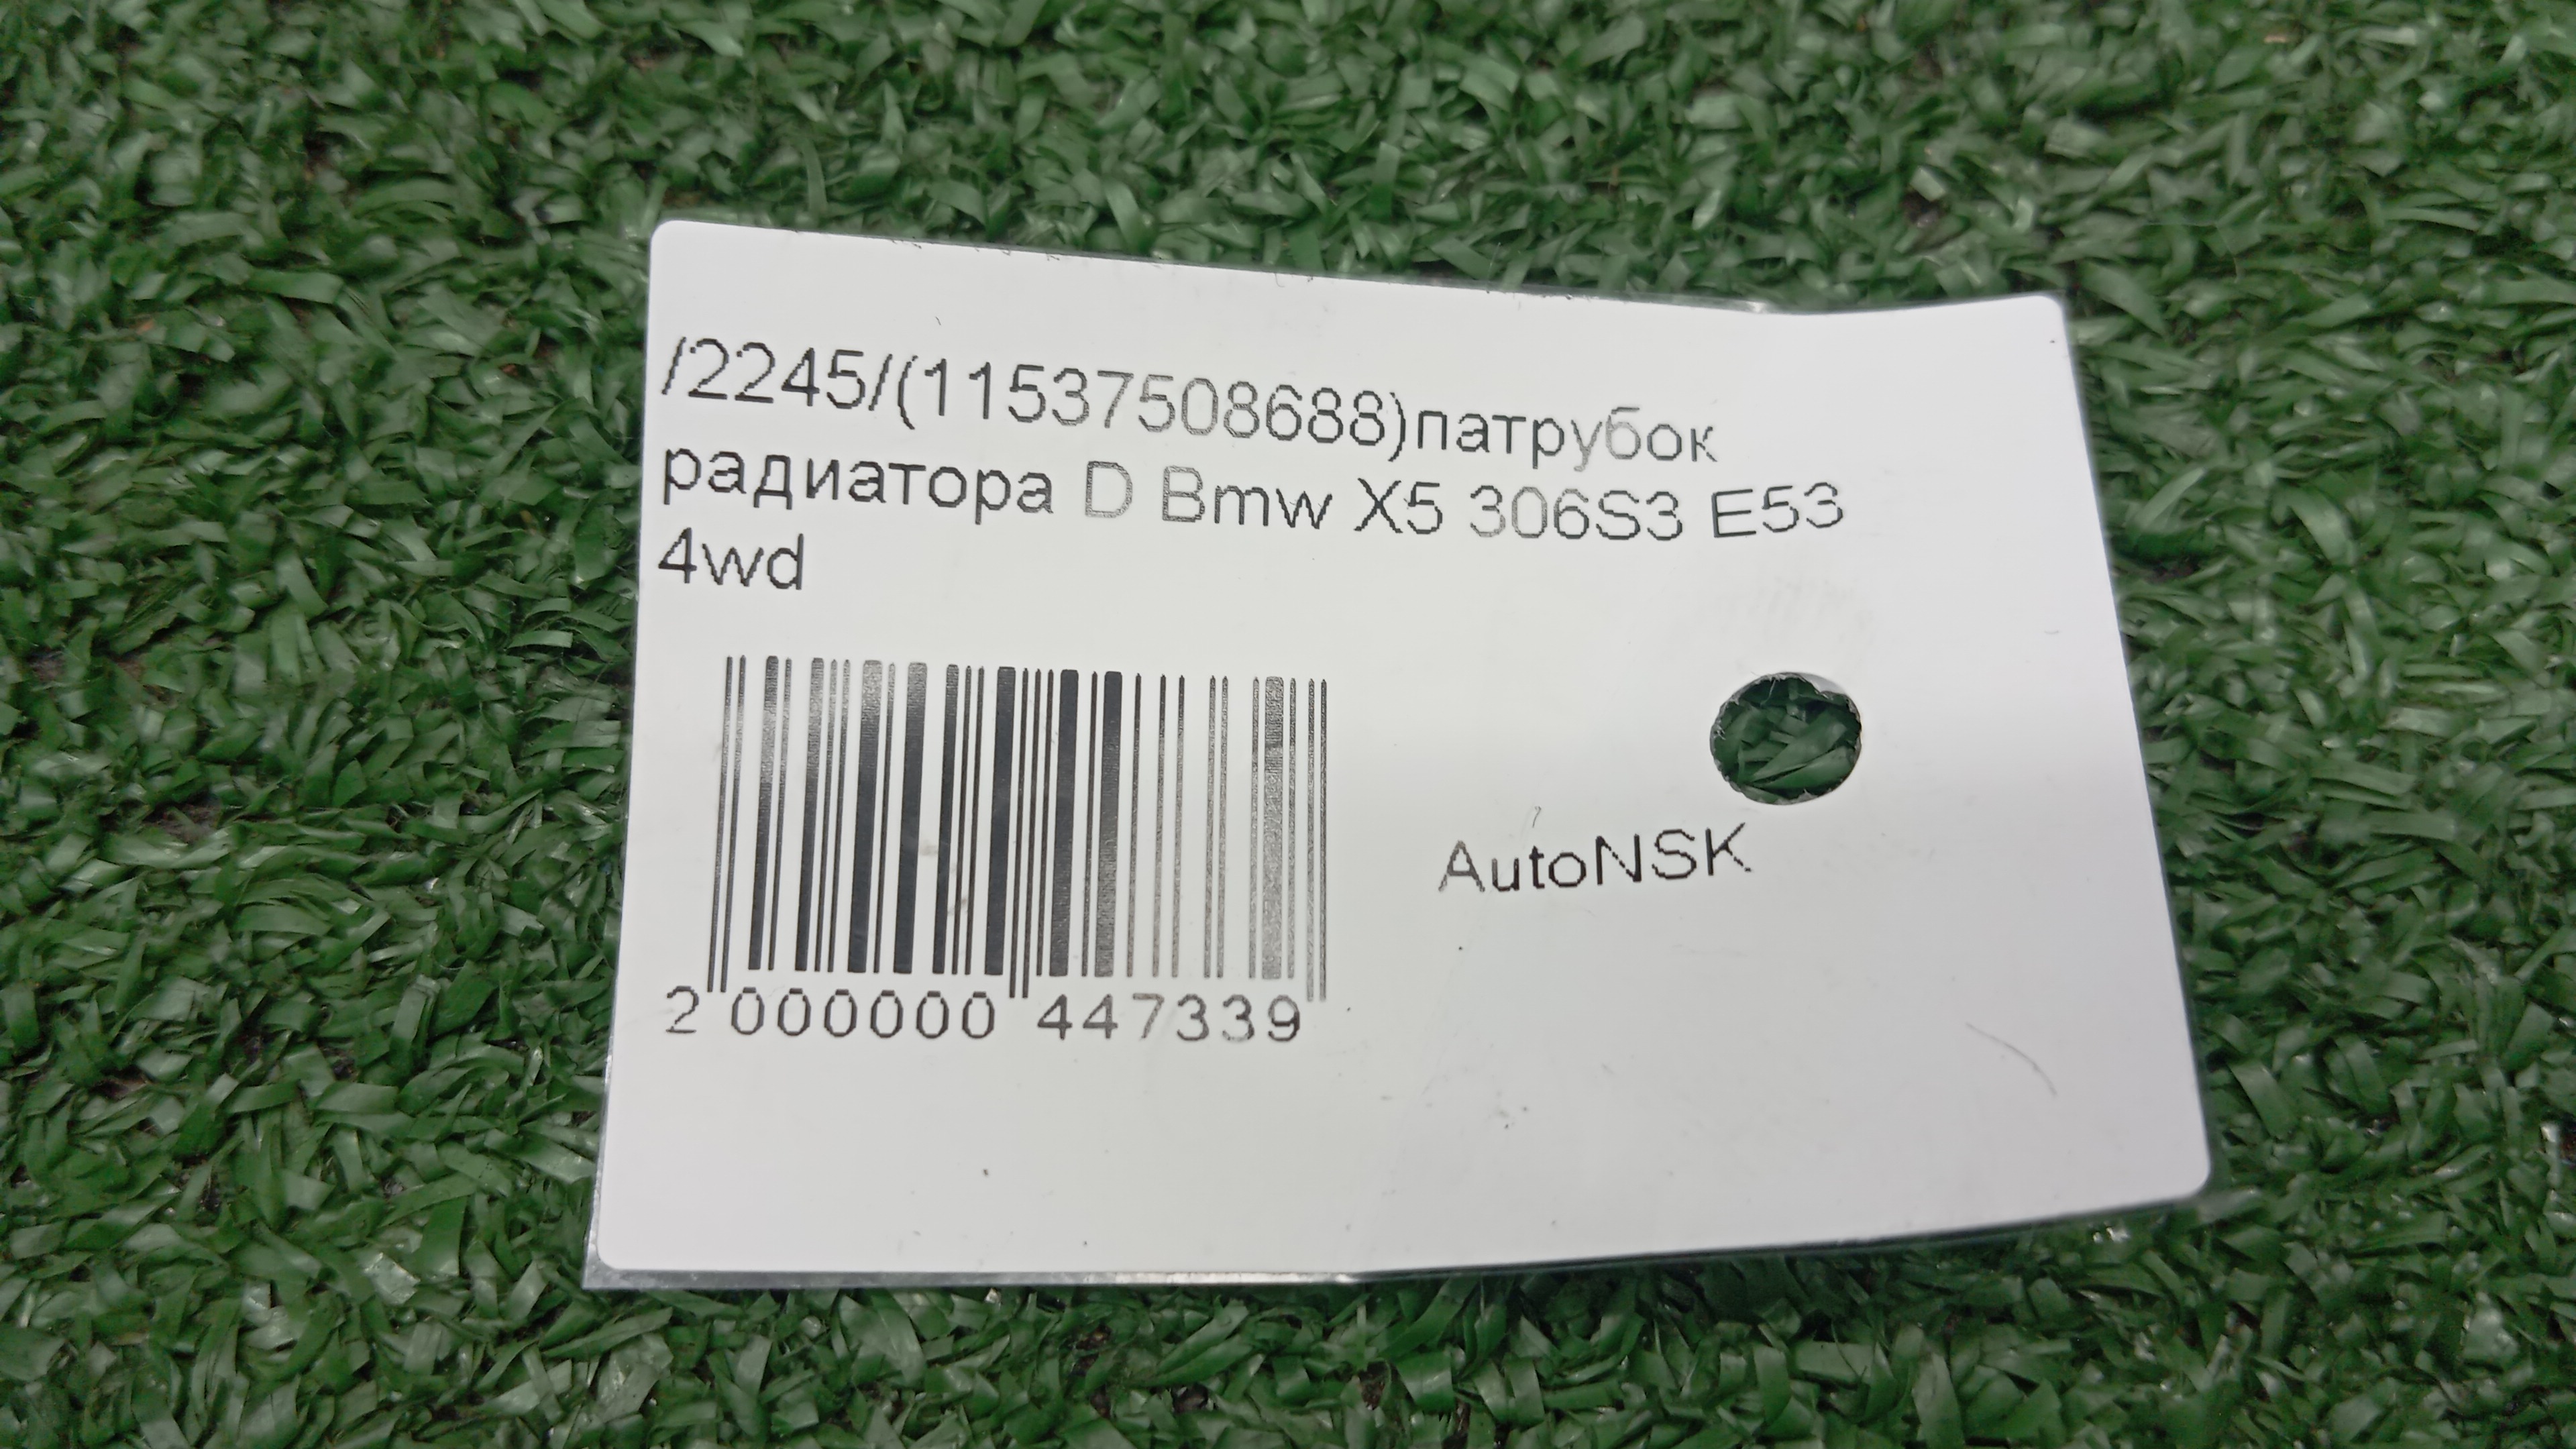 /2245/(11537508688)патрубок
радиатора D Bmw X5 306S3 E53
4wd
AutoNSK
2 000000 447339